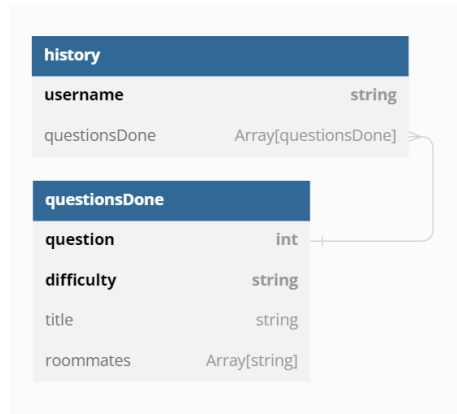 history
username string
questionsDone Array[questionsDone]
questionsDone
question int
difficulty string
title string
roommates Array[string]